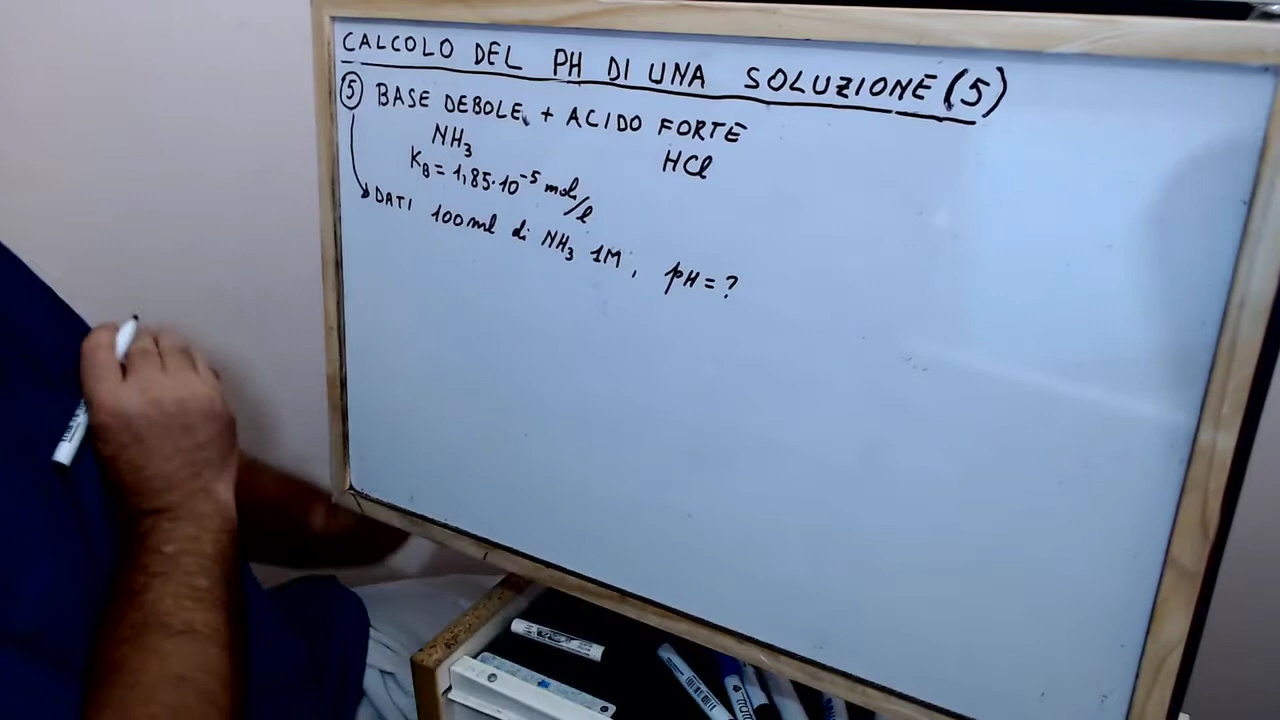 CALCOLO DEL PH DI UNA SOLUZIONE (5)
5 BASE DEBOLE + ACIDO FORTE
NH3 HCl
KB = 1,85·10⁻⁵ mol/l
DATI 100ml di NH3 1M, pH = ?